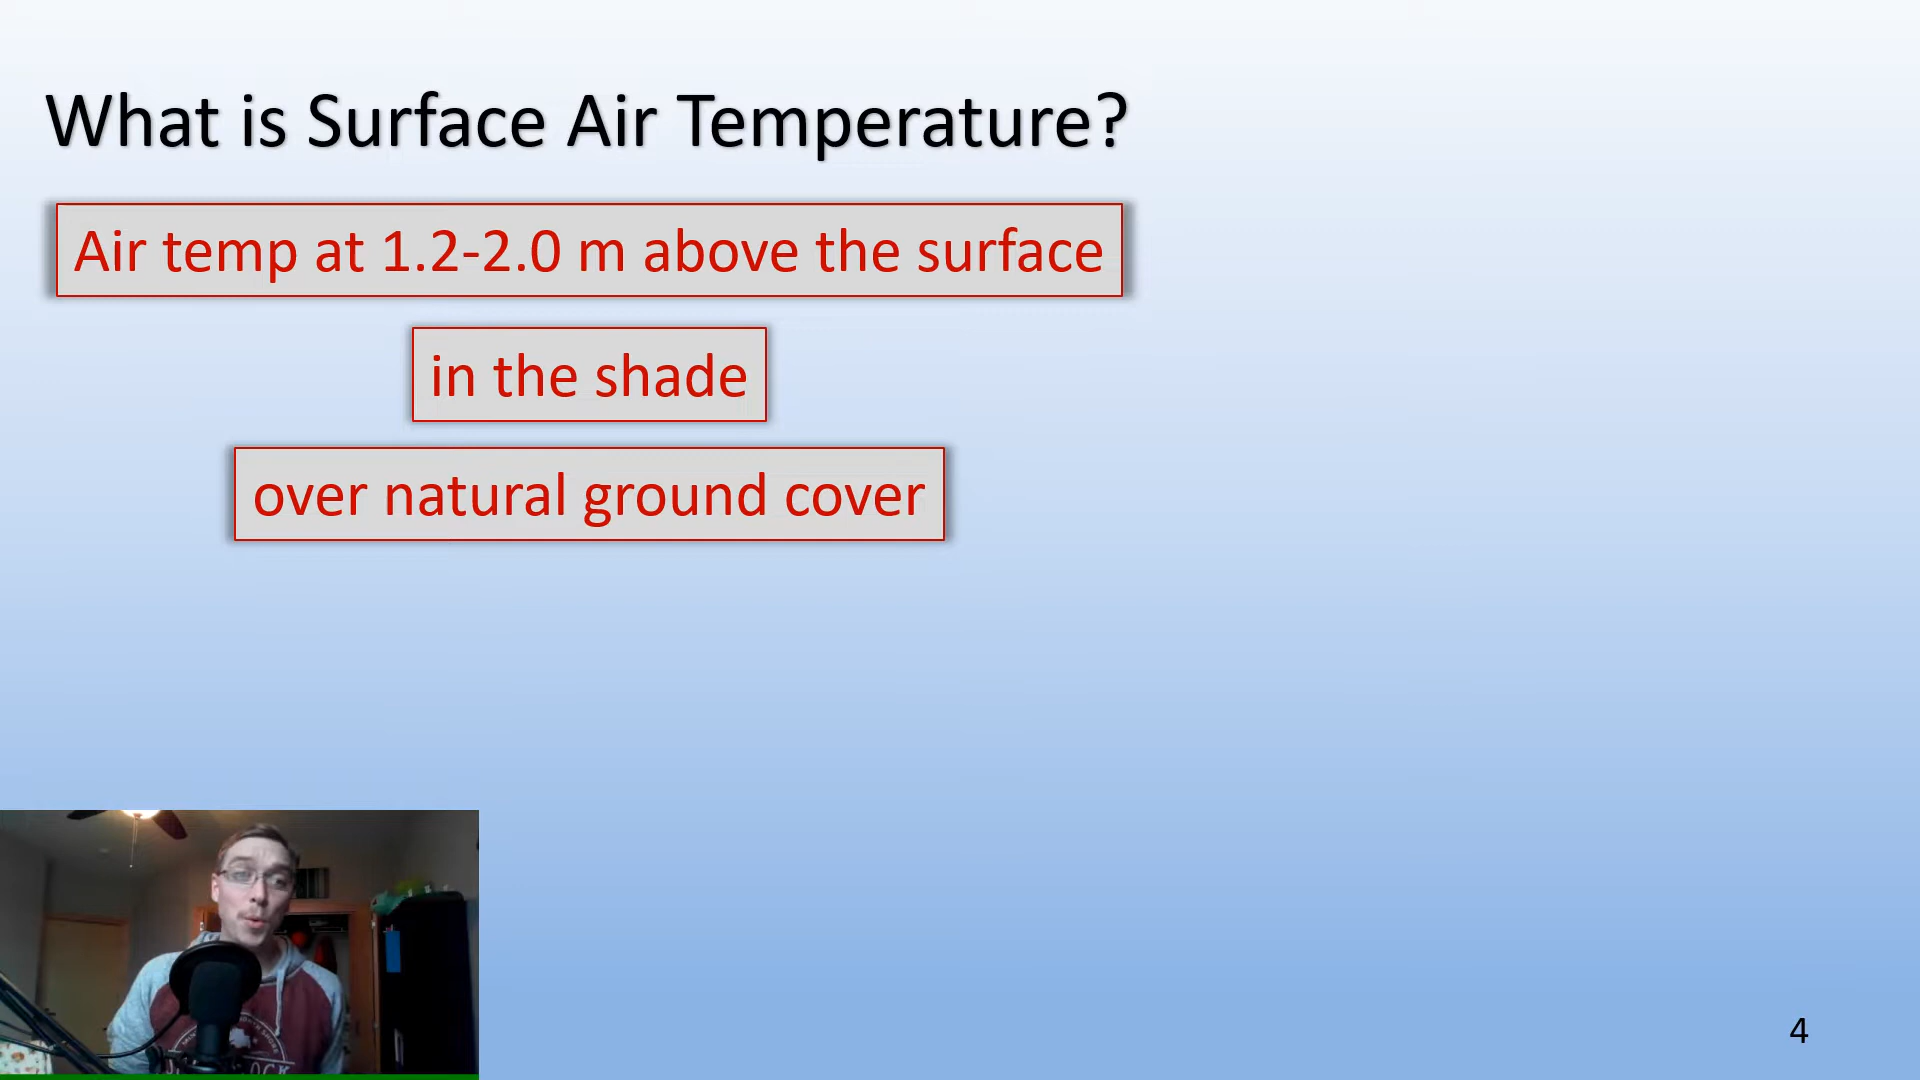 What is Surface Air Temperature?
Air temp at 1.2-2.0 m above the surface
in the shade
over natural ground cover
4